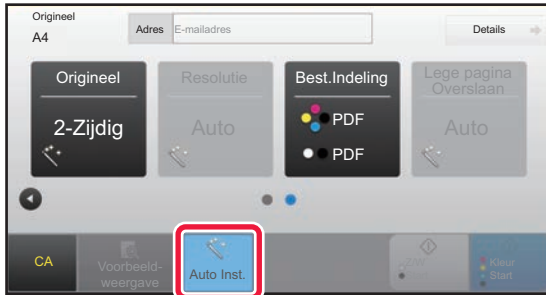 Origineel
A4
Adres
E-mailadres
Details
Origineel
2-Zijdig
Resolutie
Auto
Best.Indeling
PDF
PDF
Lege pagina
Overslaan
Auto
CA
Voorbeeld-
weergave
Auto Inst.
Z/W
Start
Kleur
Start